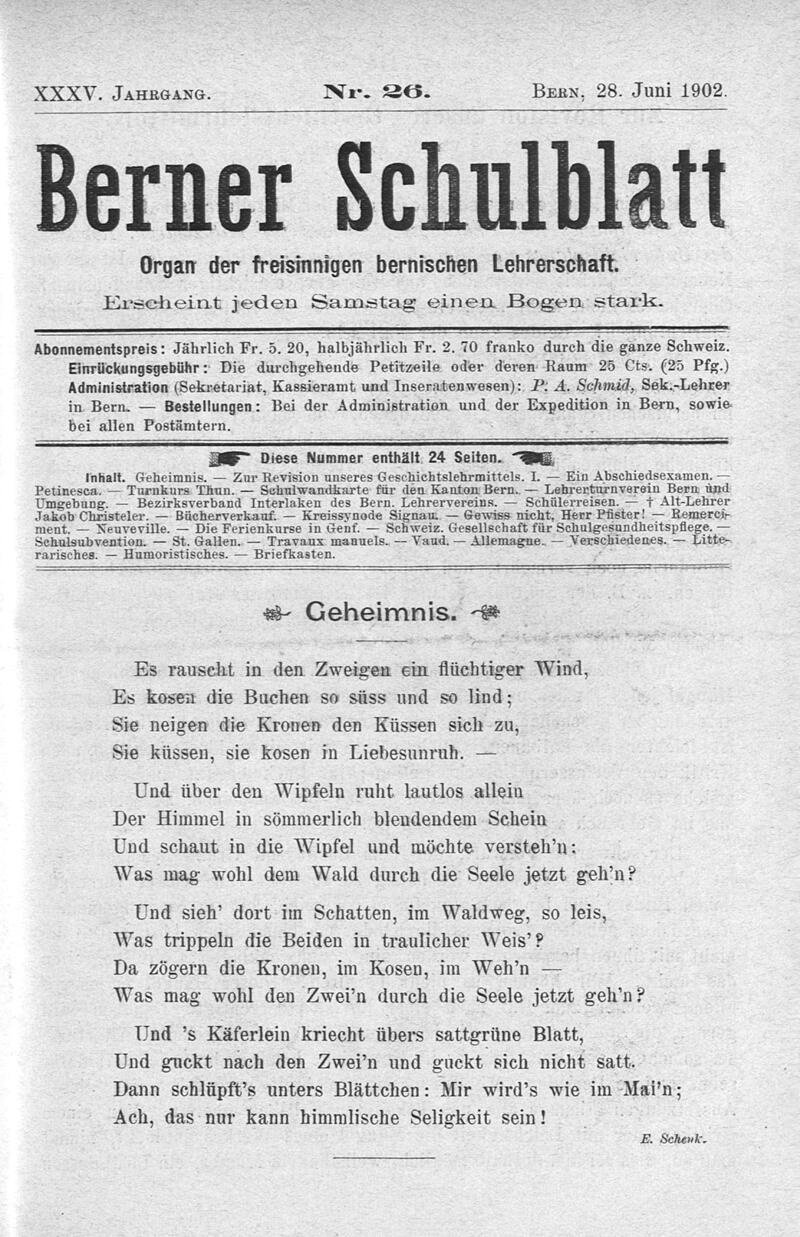 XXXV. Jahrgang. Nr. 26. Bern, 28. Juni 1902.
Berner Schulblatt
Organ der freisinnigen bernischen Lehrerschaft.
Erscheint jeden Samstag einen Bogen stark.
Abonnementspreis: Jährlich Fr. 5. 20, halbjährlich Fr. 2. 70 franko durch die ganze Schweiz.
Einrückungsgebühr: Die durchgehende Petitzeile oder deren Raum 25 Cts. (25 Pfg.)
Administration (Sekretariat, Kassieramt und Inseratenwesen): P. A. Schmid, Sek.-Lehrer
in Bern. — Bestellungen: Bei der Administration und der Expedition in Bern, sowie
bei allen Postämtern.
Diese Nummer enthält 24 Seiten.
Inhalt. Geheimnis. — Zur Revision unseres Geschichtslehrmittels. I. — Ein Abschiedsexamen. —
Petinesca. — Turnkurs Thun. — Schulwandkarte für den Kanton Bern. — Lehrerturnverein Bern und
Umgebung. — Bezirksverband Interlaken des Bern. Lehrervereins. — Schülerreisen. — † Alt-Lehrer
Jakob Christeler. — Bücherverkauf. — Kreissynode Signau. — Gewiss nicht, Herr Pfister! — Remerci-
ment. — Neuveville. — Die Ferienkurse in Genf. — Schweiz. Gesellschaft für Schulgesundheitspflege. —
Schulsubvention. — St. Gallen. — Travaux manuels. — Vaud. — Allemagne. — Verschiedenes. — Litte-
rarisches. — Humoristisches. — Briefkasten.
Geheimnis.
Es rauscht in den Zweigen ein flüchtiger Wind,
Es kosen die Buchen so süss und so lind;
Sie neigen die Kronen den Küssen sich zu,
Sie küssen, sie kosen in Liebesunruh. —
Und über den Wipfeln ruht lautlos allein
Der Himmel in sömmerlich blendendem Schein
Und schaut in die Wipfel und möchte versteh'n:
Was mag wohl dem Wald durch die Seele jetzt geh'n?
Und sieh' dort im Schatten, im Waldweg, so leis,
Was trippeln die Beiden in traulicher Weis'?
Da zögern die Kronen, im Kosen, im Weh'n —
Was mag wohl den Zwei'n durch die Seele jetzt geh'n?
Und 's Käferlein kriecht übers sattgrüne Blatt,
Und guckt nach den Zwei'n und guckt sich nicht satt.
Dann schlüpft's unters Blättchen: Mir wird's wie im Mai'n;
Ach, das nur kann himmlische Seligkeit sein!
E. Schenk.